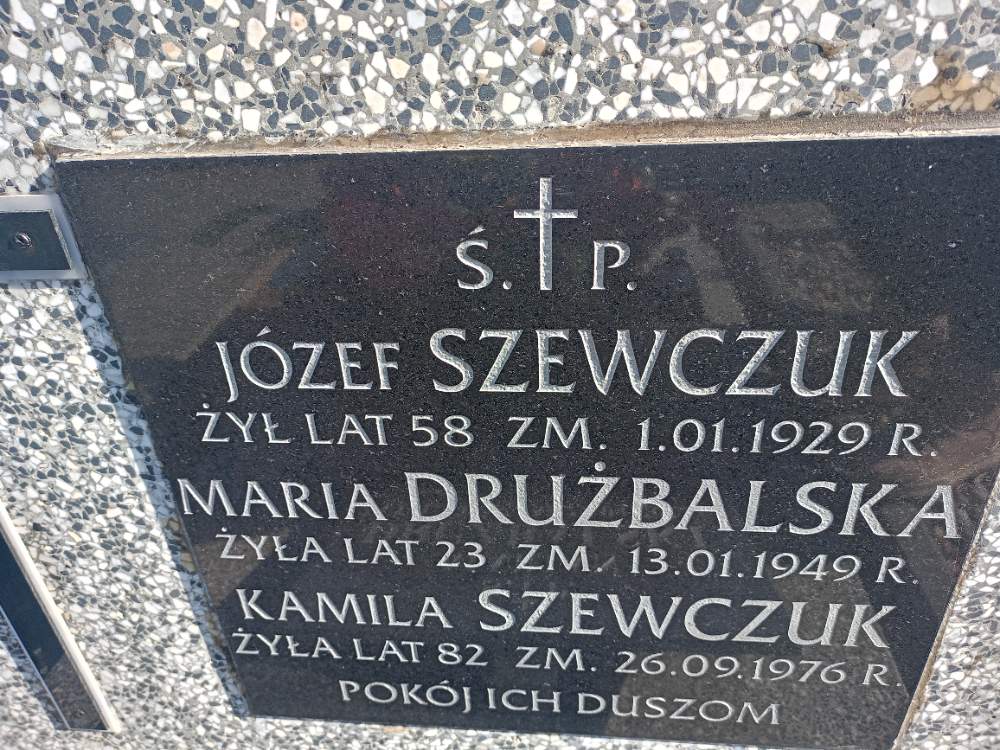 Ś. P.
JÓZEF SZEWCZUK
ŻYŁ LAT 58 ZM. 1.01.1929 R.
MARIA DRUŻBALSKA
ŻYŁA LAT 23 ZM. 13.01.1949 R.
KAMILA SZEWCZUK
ŻYŁA LAT 82 ZM. 26.09.1976 R.
POKÓJ ICH DUSZOM